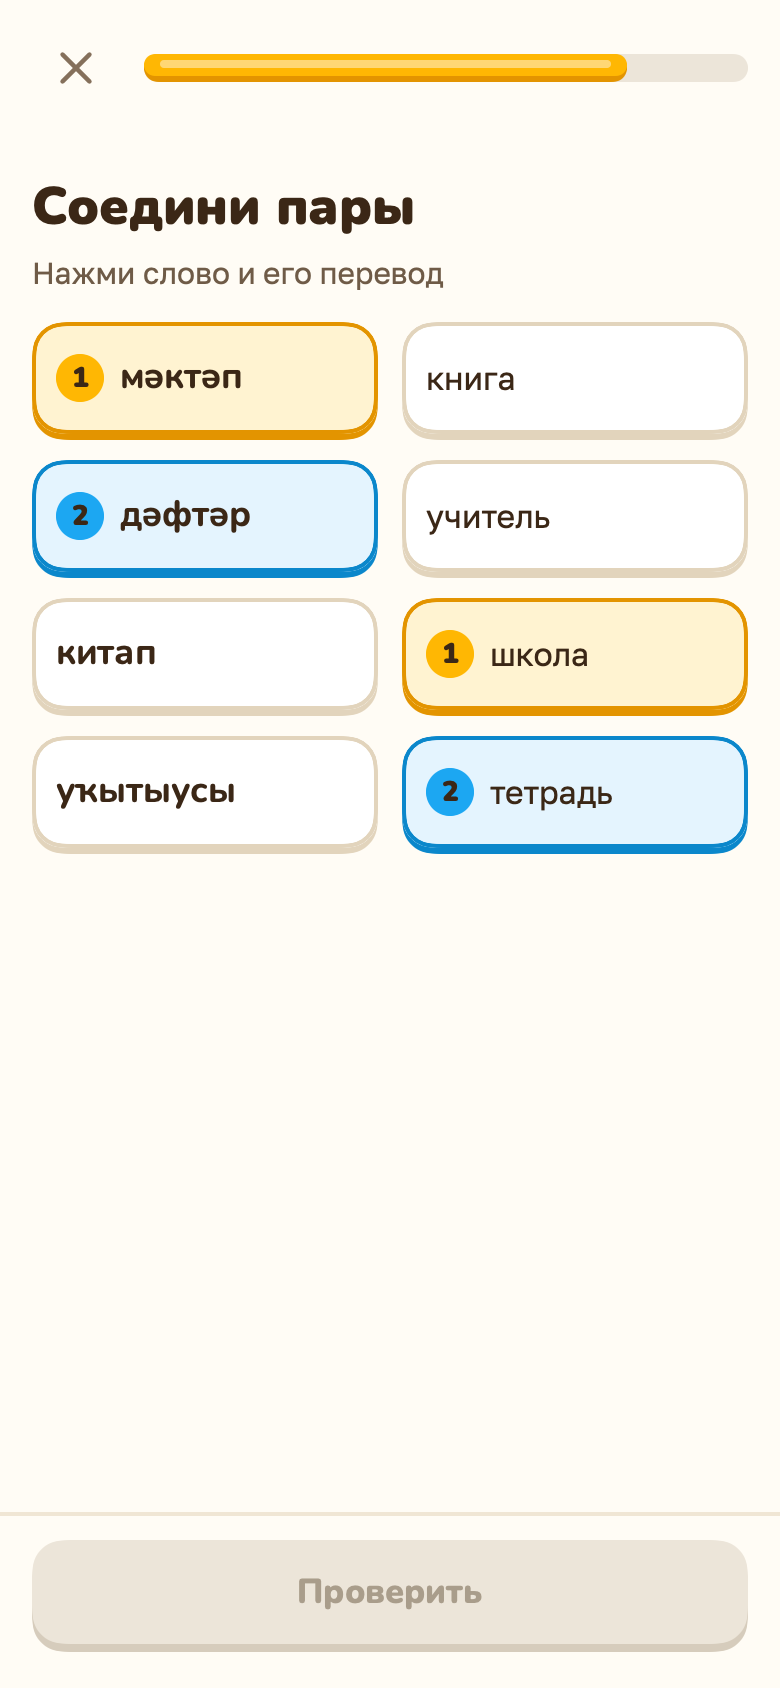 Соедини пары
Нажми слово и его перевод
1 мәктәп
книга
2 дәфтәр
учитель
китап
1 школа
уҡытыусы
2 тетрадь
Проверить